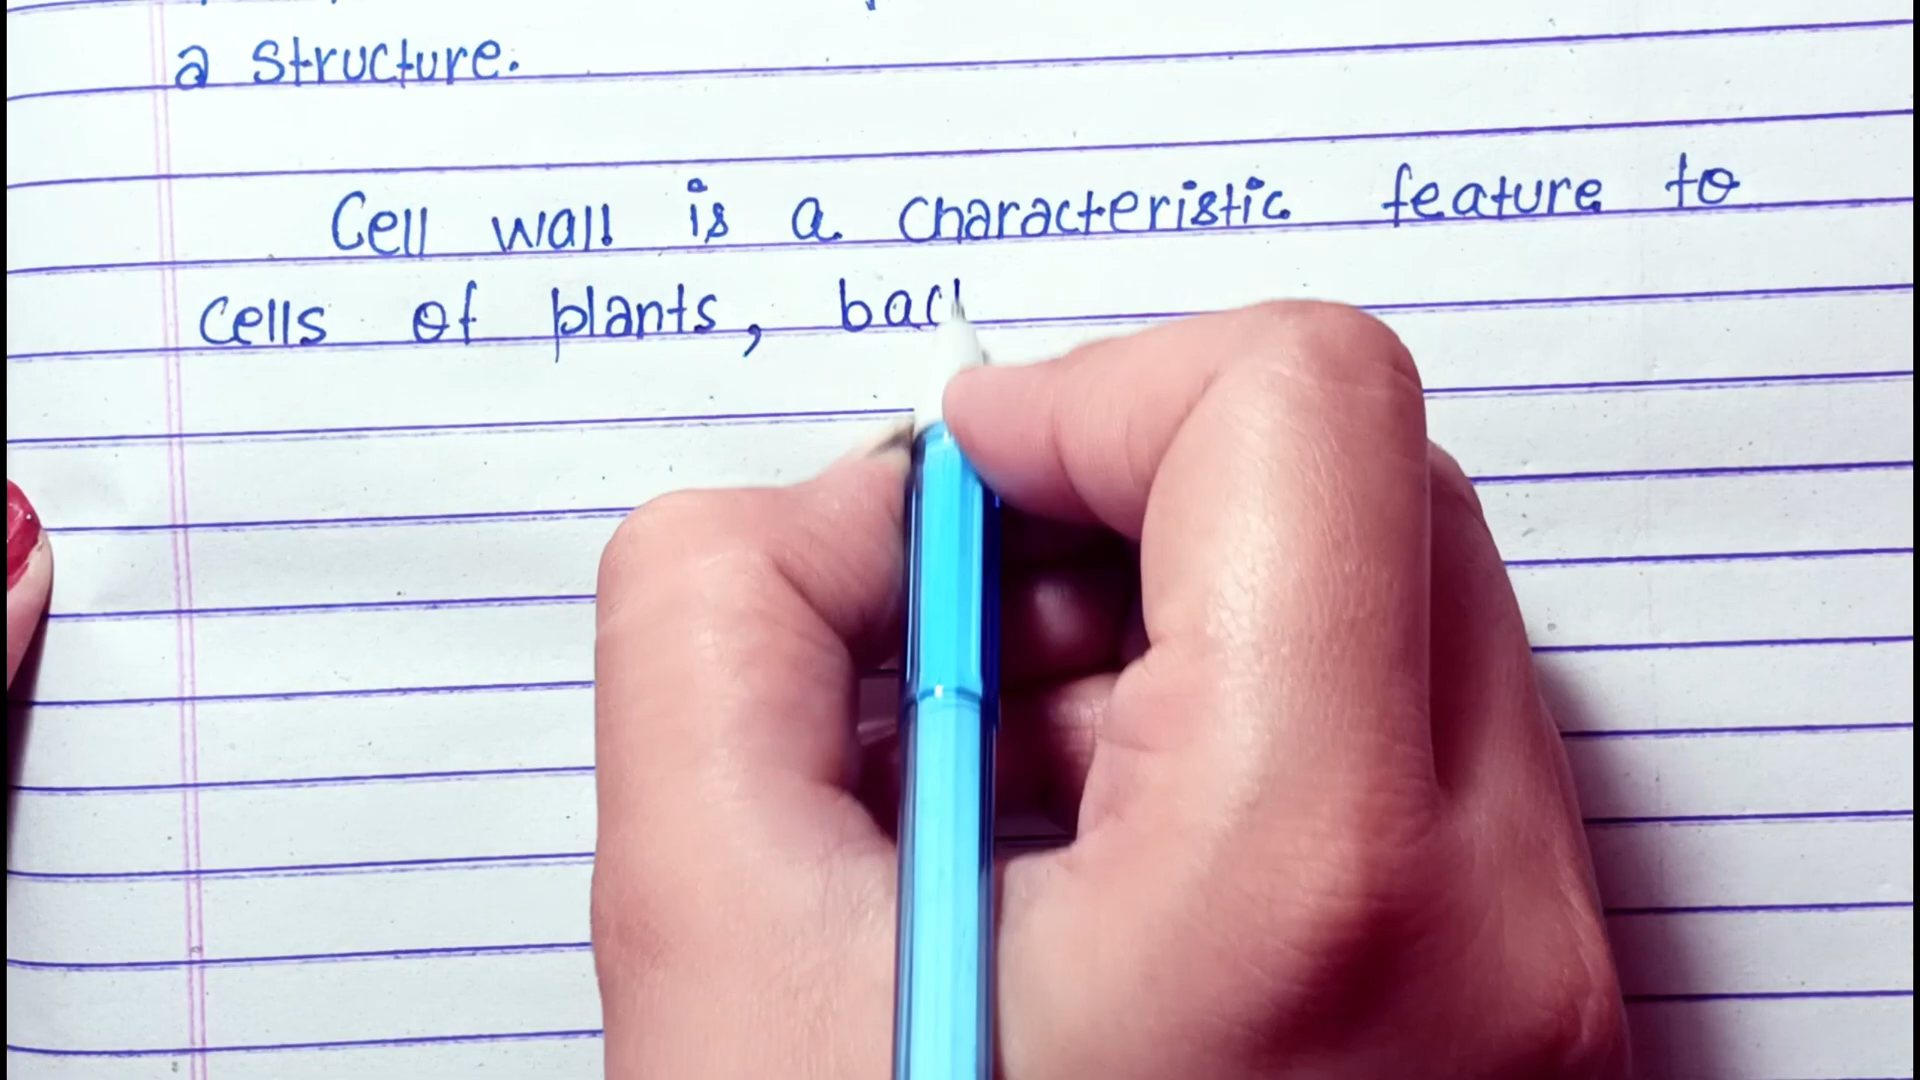 a structure.
Cell wall is a characteristic feature to
cells of plants, bac